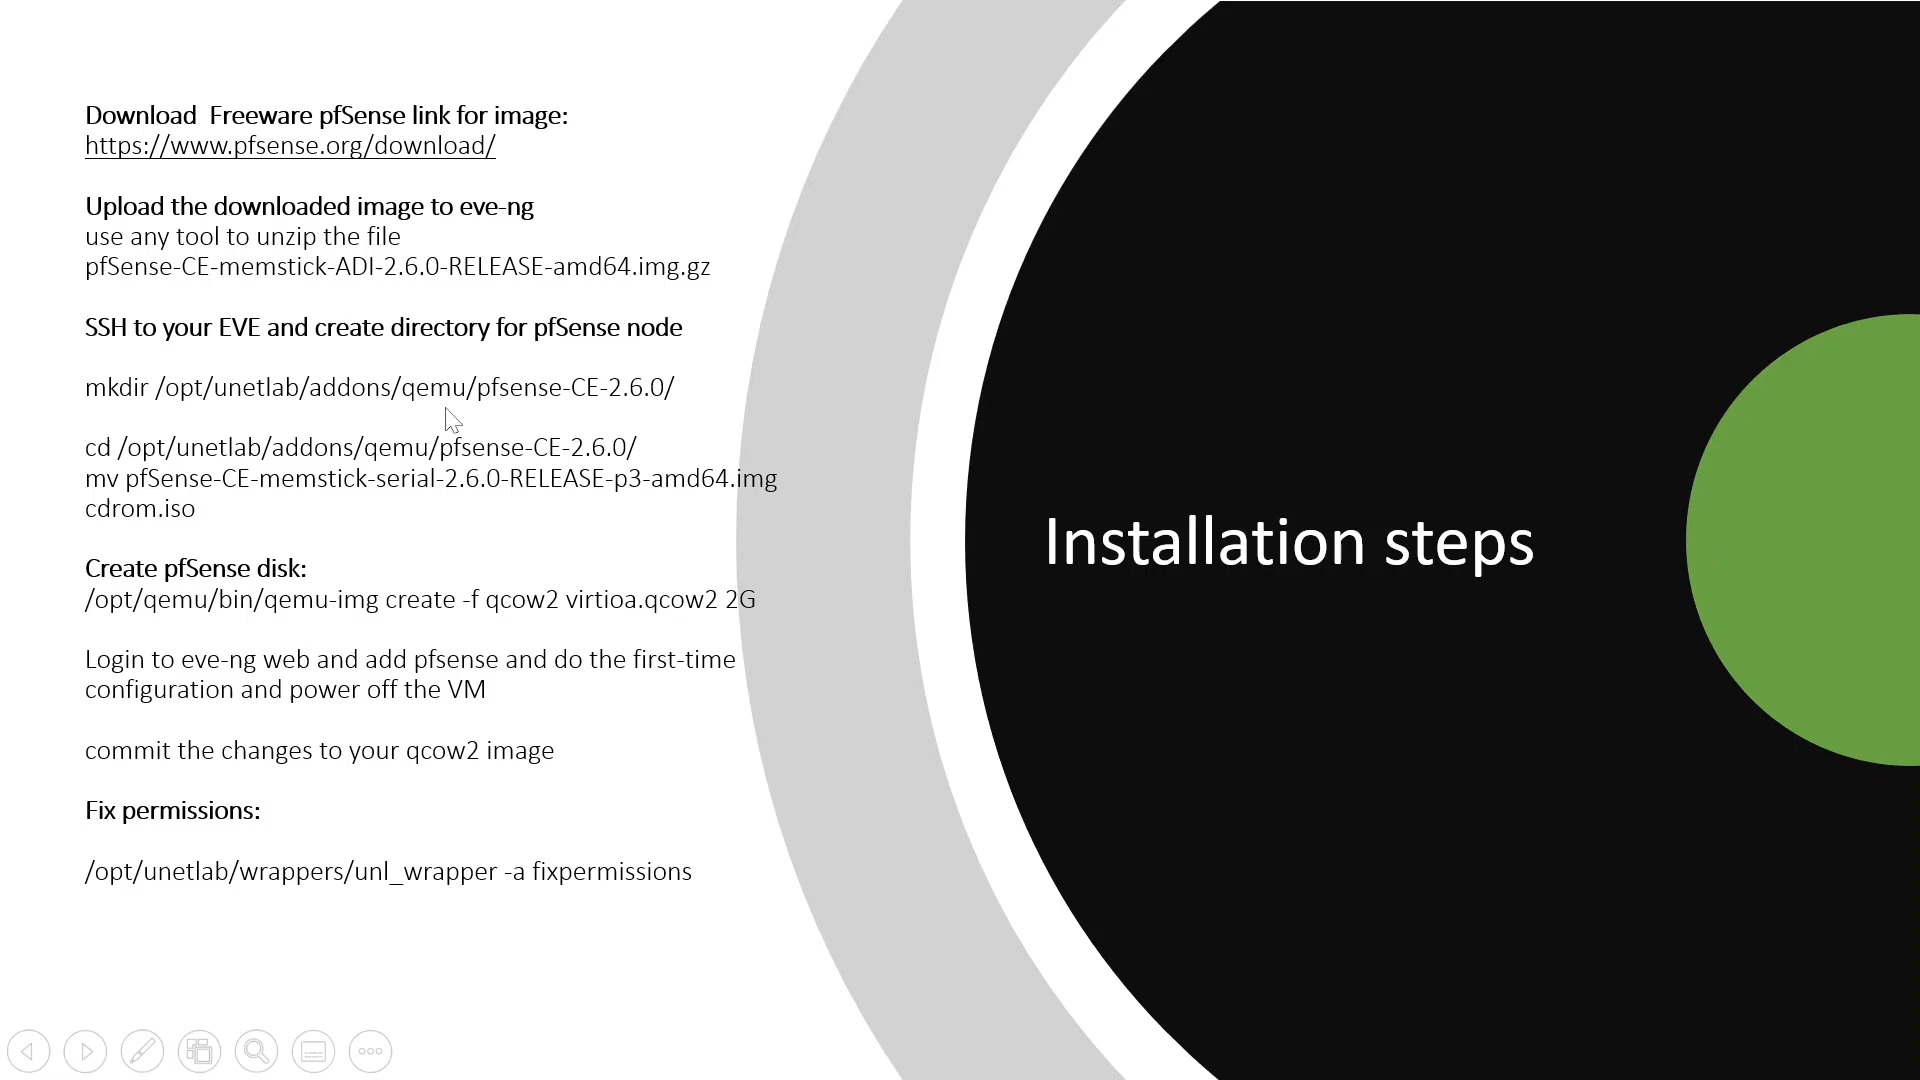 Download  Freeware pfSense link for image:
https://www.pfsense.org/download/
Upload the downloaded image to eve-ng
use any tool to unzip the file
pfSense-CE-memstick-ADI-2.6.0-RELEASE-amd64.img.gz
SSH to your EVE and create directory for pfSense node
mkdir /opt/unetlab/addons/qemu/pfsense-CE-2.6.0/
cd /opt/unetlab/addons/qemu/pfsense-CE-2.6.0/
mv pfSense-CE-memstick-serial-2.6.0-RELEASE-p3-amd64.img
cdrom.iso
Create pfSense disk:
/opt/qemu/bin/qemu-img create -f qcow2 virtioa.qcow2 2G
Login to eve-ng web and add pfsense and do the first-time
configuration and power off the VM
commit the changes to your qcow2 image
Fix permissions:
/opt/unetlab/wrappers/unl_wrapper -a fixpermissions
Installation steps